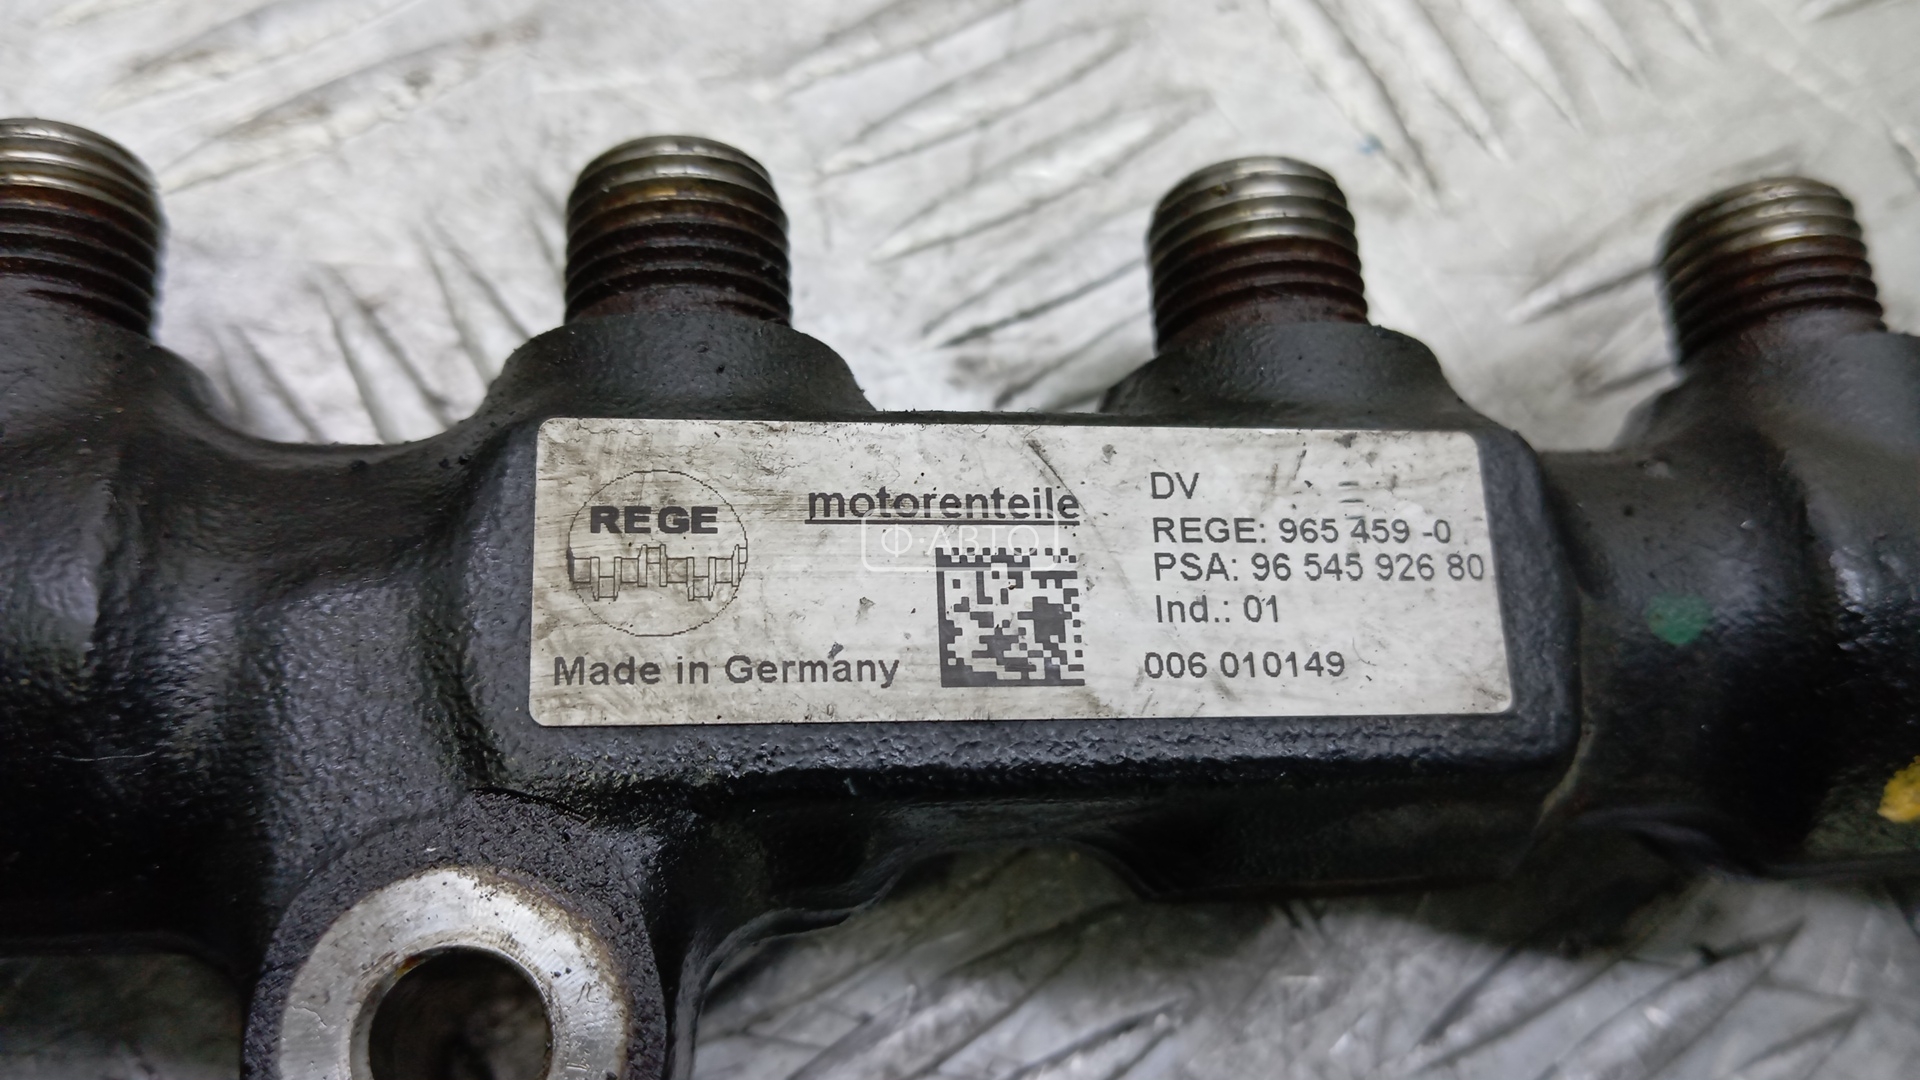 REGE
motorenteile
Made in Germany
Ф·АВТО
DV
REGE: 965 459 -0
PSA: 96 545 926 80
Ind.: 01
006 010149